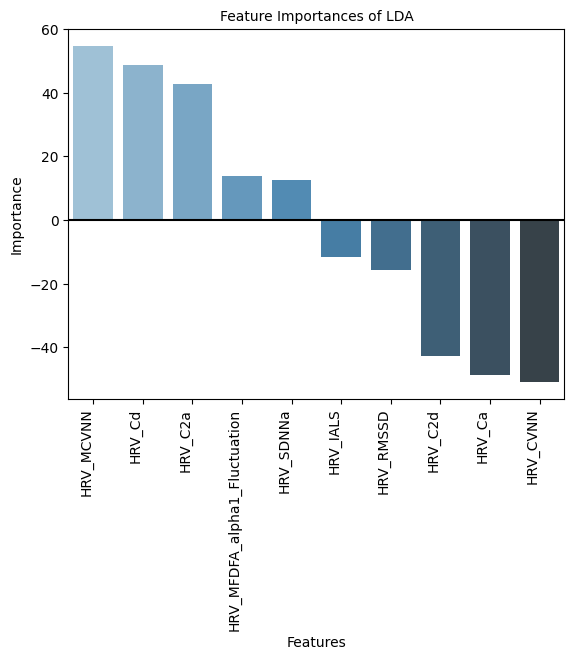 Feature Importances of LDA
Importance
60
40
20
0
−20
−40
HRV_MCVNN
HRV_Cd
HRV_C2a
HRV_MFDFA_alpha1_Fluctuation
HRV_SDNNa
HRV_IALS
HRV_RMSSD
HRV_C2d
HRV_Ca
HRV_CVNN
Features